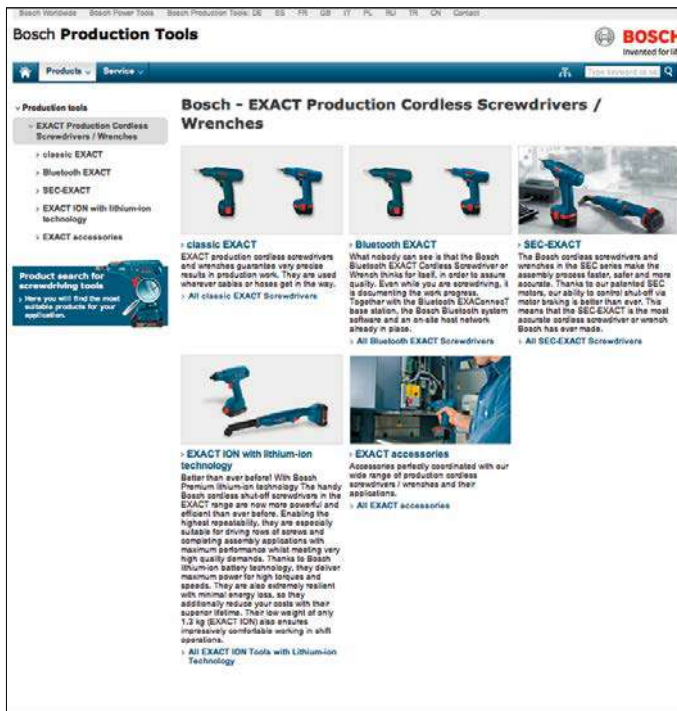 Bosch Worldwide Bosch Power Tools Bosch Production Tools: DE ES FR GB IT PL RU TR CN Contact
Bosch Production Tools
BOSCH
Invented for life
Products Service
Type keyword to se
Production tools
EXACT Production Cordless
Screwdrivers / Wrenches
classic EXACT
Bluetooth EXACT
SEC-EXACT
EXACT ION with lithium-ion
technology
EXACT accessories
Product search for
screwdriving tools
Here you will find the most
suitable products for your
application.
Bosch - EXACT Production Cordless Screwdrivers /
Wrenches
classic EXACT
EXACT production cordless screwdrivers
and wrenches guarantee very precise
results in production work. They are used
wherever cables or hoses get in the way.
All classic EXACT Screwdrivers
Bluetooth EXACT
What nobody can see is that the Bosch
Bluetooth EXACT Cordless Screwdriver or
Wrench thinks for itself, in order to assure
quality. Even while you are screwdriving, it
is documenting the work progress.
Together with the Bluetooth EXAConnecT
base station, the Bosch Bluetooth system
software and an on-site host network
already in place.
All Bluetooth EXACT Screwdrivers
SEC-EXACT
The Bosch cordless screwdrivers and
wrenches in the SEC series make the
assembly process faster, safer and more
accurate. Thanks to our patented SEC
motors, our ability to control shut-off via
motor braking is better than ever. This
means that the SEC-EXACT is the most
accurate cordless screwdriver or wrench
Bosch has ever made.
All SEC-EXACT Screwdrivers
EXACT ION with lithium-ion
technology
Better than ever before! With Bosch
Premium lithium-ion technology The handy
Bosch cordless shut-off screwdrivers in the
EXACT range are now more powerful and
efficient than ever before. Enabling the
highest repeatability, they are especially
suitable for driving rows of screws and
completing assembly applications with
maximum performance whilst meeting very
high quality demands. Thanks to Bosch
lithium-ion battery technology, they deliver
maximum power for high torques and
speeds. They are also extremely resilient
with minimal energy loss, so they
additionally reduce your costs with their
superior lifetime. Their low weight of only
1.3 kg (EXACT ION) also ensures
impressively comfortable working in shift
operations.
All EXACT ION Tools with Lithium-ion
Technology
EXACT accessories
Accessories perfectly coordinated with our
wide range of production cordless
screwdrivers / wrenches and their
applications.
All EXACT accessories